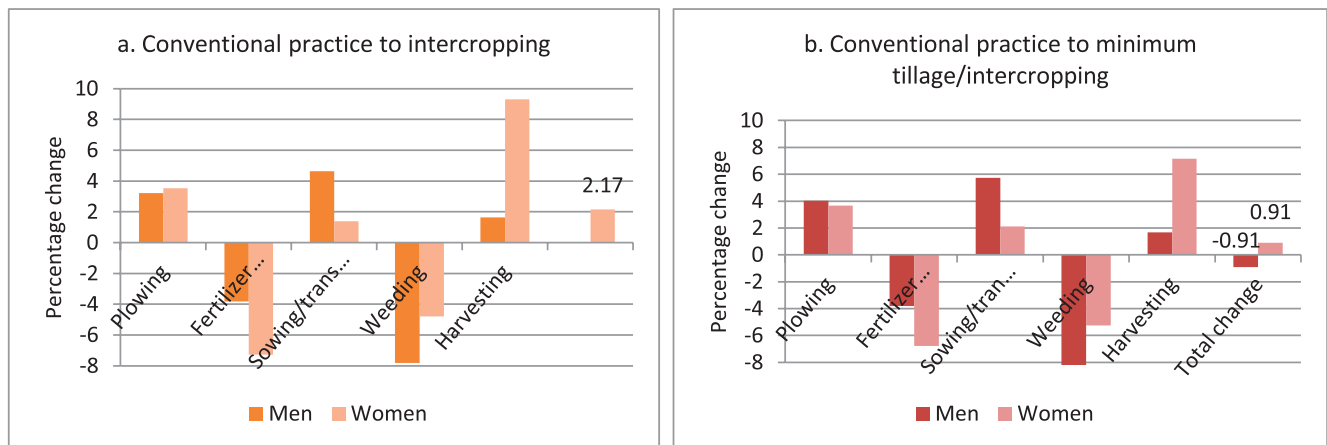 a. Conventional practice to intercropping
Percentage change
10
8
6
4
2
0
-2
-4
-6
-8
2.17
Plowing
Fertilizer...
Sowing/trans...
Weeding
Harvesting
Men
Women
b. Conventional practice to minimum
tillage/intercropping
Percentage change
10
8
6
4
2
0
-2
-4
-6
-8
0.91
-0.91
Plowing
Fertilizer...
Sowing/tran...
Weeding
Harvesting
Total change
Men
Women